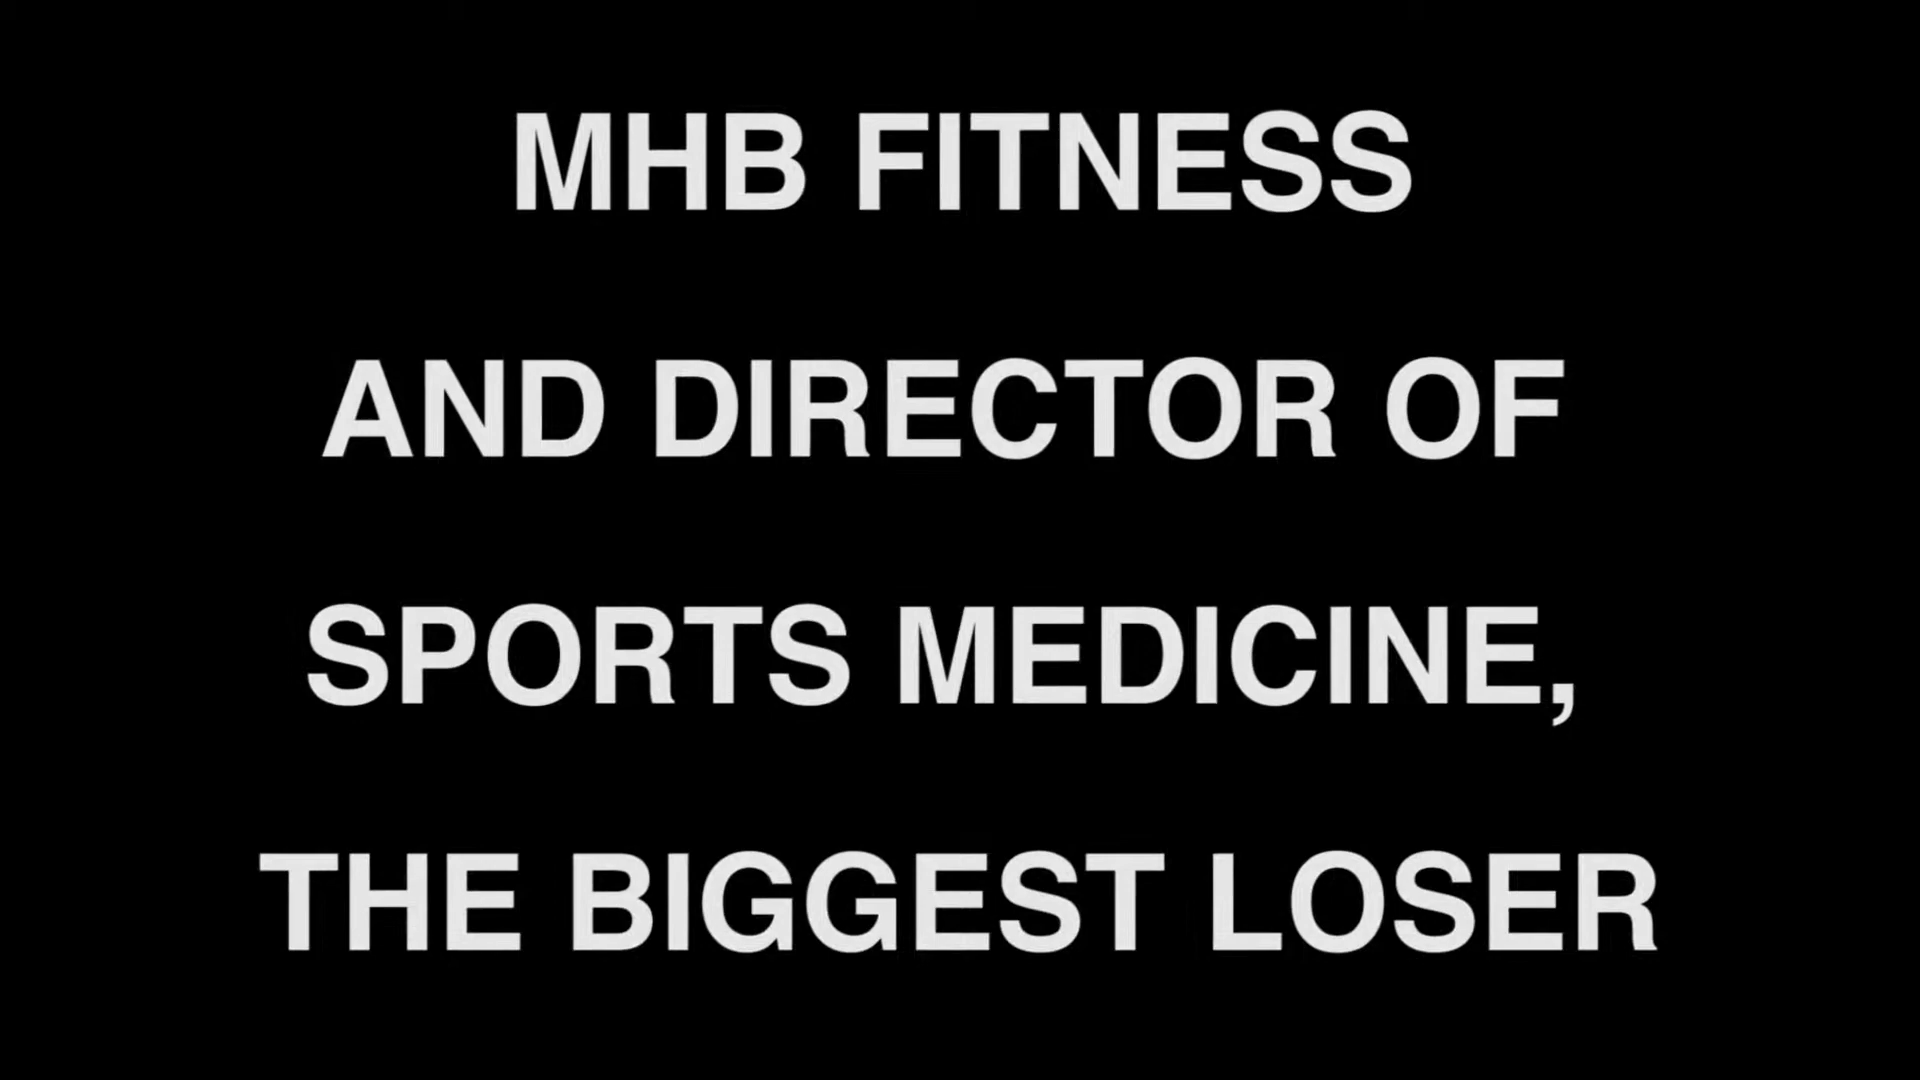 MHB FITNESS
AND DIRECTOR OF
SPORTS MEDICINE,
THE BIGGEST LOSER